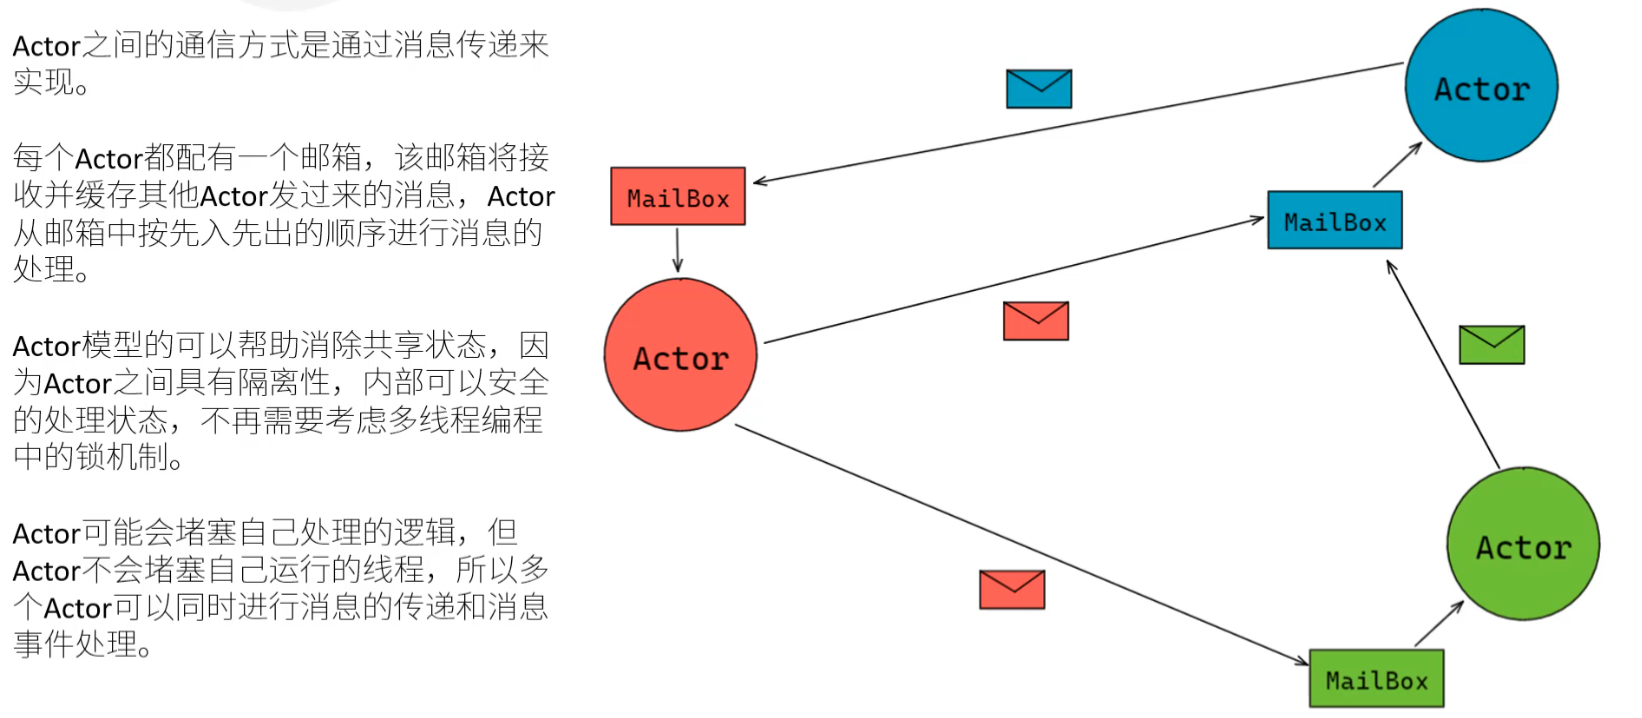 Actor之间的通信方式是通过消息传递来
实现。
每个Actor都配有一个邮箱，该邮箱将接
收并缓存其他Actor发过来的消息，Actor
从邮箱中按先入先出的顺序进行消息的
处理。
Actor模型的可以帮助消除共享状态，因
为Actor之间具有隔离性，内部可以安全
的处理状态，不再需要考虑多线程编程
中的锁机制。
Actor可能会堵塞自己处理的逻辑，但
Actor不会堵塞自己运行的线程，所以多
个Actor可以同时进行消息的传递和消息
事件处理。
Actor
MailBox
MailBox
Actor
Actor
MailBox